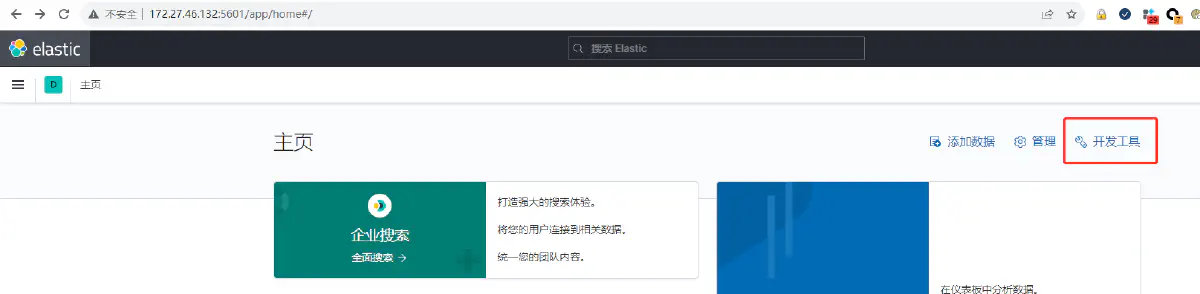 不安全 | 172.27.46.132:5601/app/home#/
29
7
elastic
搜索 Elastic
D
主页
主页
添加数据
管理
开发工具
企业搜索
全面搜索 →
打造强大的搜索体验。
将您的用户连接到相关数据。
统一您的团队内容。
在仪表板中分析数据。